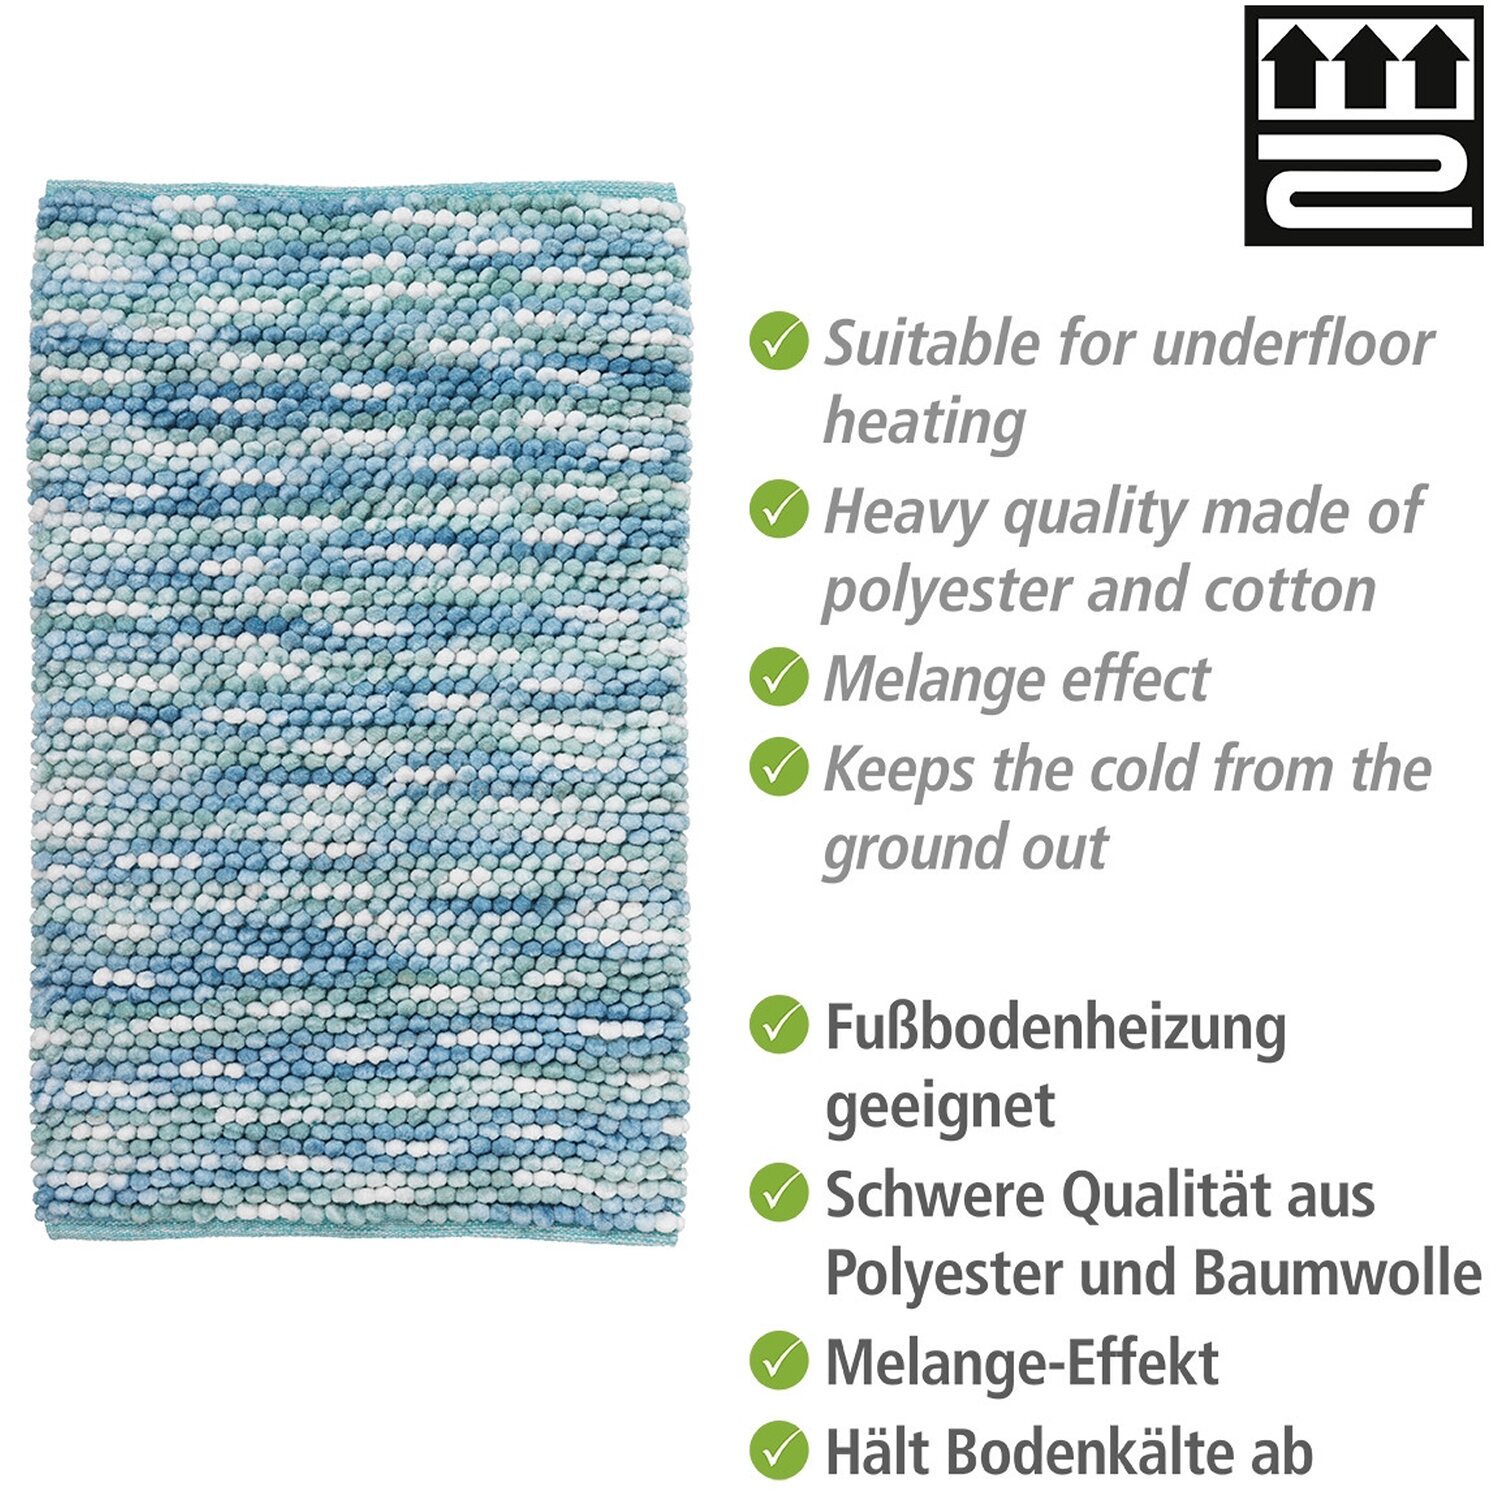 Suitable for underfloor
heating
Heavy quality made of
polyester and cotton
Melange effect
Keeps the cold from the
ground out
Fußbodenheizung
geeignet
Schwere Qualität aus
Polyester und Baumwolle
Melange-Effekt
Hält Bodenkälte ab